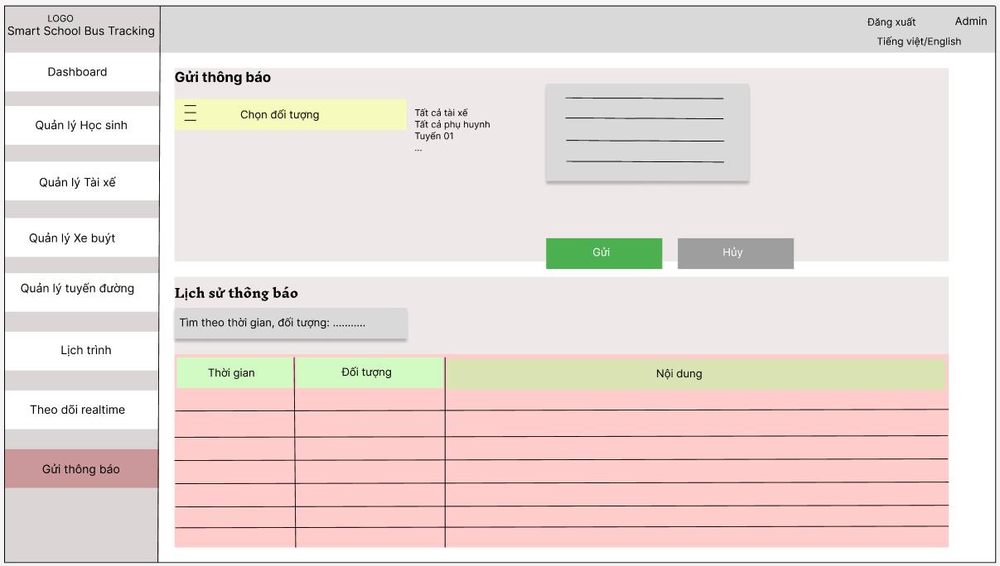 LOGO
Smart School Bus Tracking
Đăng xuất
Admin
Tiếng việt/English
Dashboard
Quản lý Học sinh
Quản lý Tài xế
Quản lý Xe buýt
Quản lý tuyến đường
Lịch trình
Theo dõi realtime
Gửi thông báo
Gửi thông báo
Chọn đối tượng
Tất cả tài xế
Tất cả phụ huynh
Tuyến 01
...
Gửi
Hủy
Lịch sử thông báo
Tìm theo thời gian, đối tượng: ...........
Thời gian
Đối tượng
Nội dung